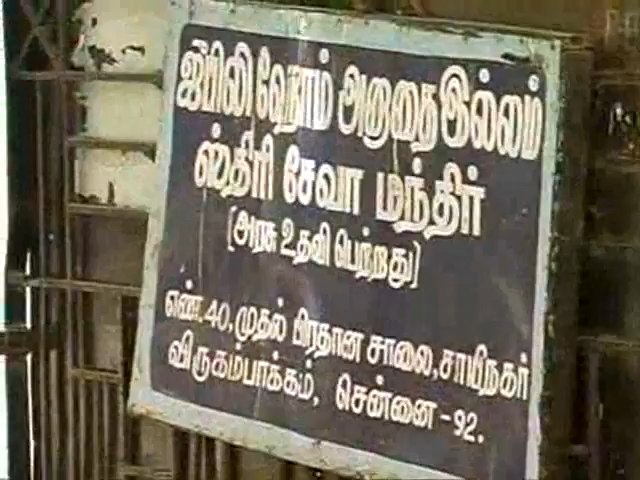 ஜீமிலி ஹோம் அநாதை இல்லம்
ஸ்திரி சேவா மந்திர்
(அரசு உதவி பெற்றது)
எண்.40, முதல் பிரதான சாலை, சாயிநகர்
விருகம்பாக்கம், சென்னை-92.